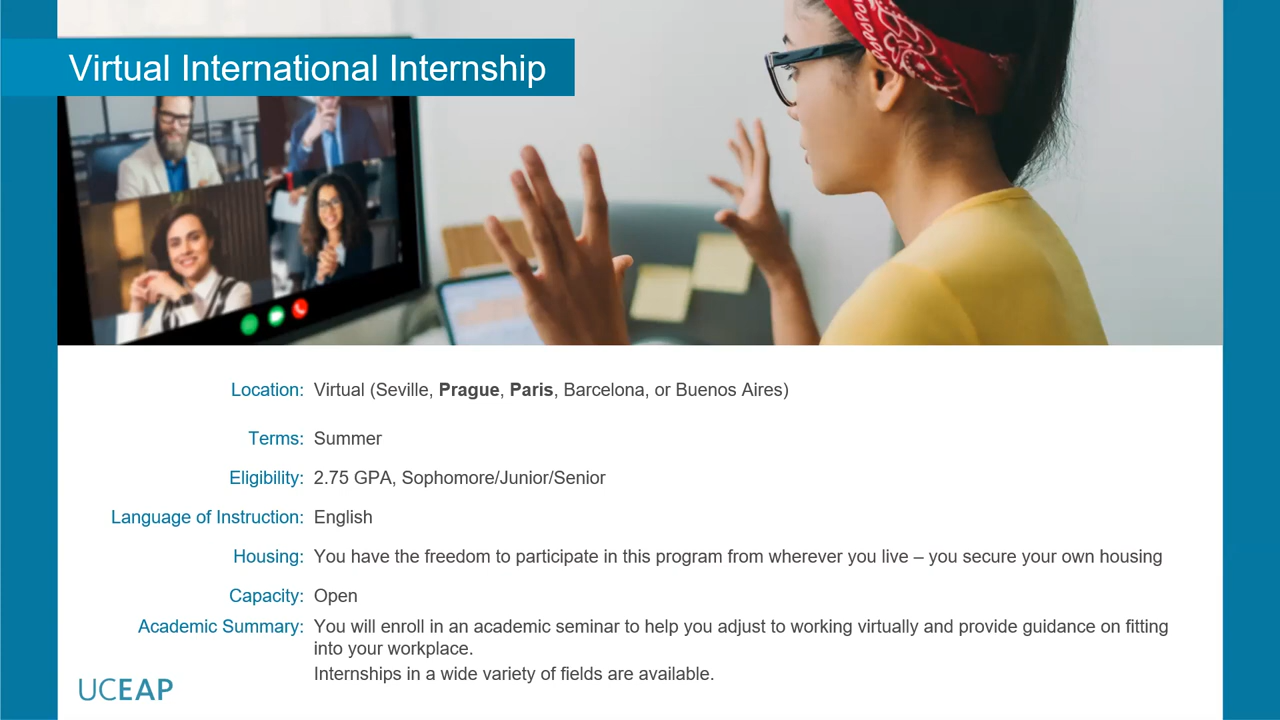 Virtual International Internship
Location: Virtual (Seville, Prague, Paris, Barcelona, or Buenos Aires)
Terms: Summer
Eligibility: 2.75 GPA, Sophomore/Junior/Senior
Language of Instruction: English
Housing: You have the freedom to participate in this program from wherever you live – you secure your own housing
Capacity: Open
Academic Summary: You will enroll in an academic seminar to help you adjust to working virtually and provide guidance on fitting
into your workplace.
Internships in a wide variety of fields are available.
UCEAP